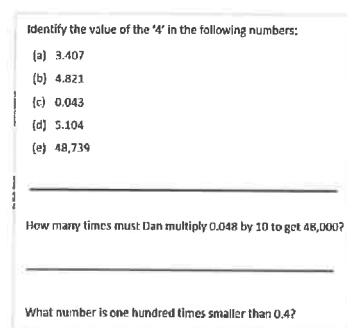 Identify the value of the '4' in the following numbers:
(a) 3.407
(b) 4.821
(c) 0.043
(d) 5.104
(e) 48,739
How many times must Dan multiply 0.048 by 10 to get 48,000?
What number is one hundred times smaller than 0.4?